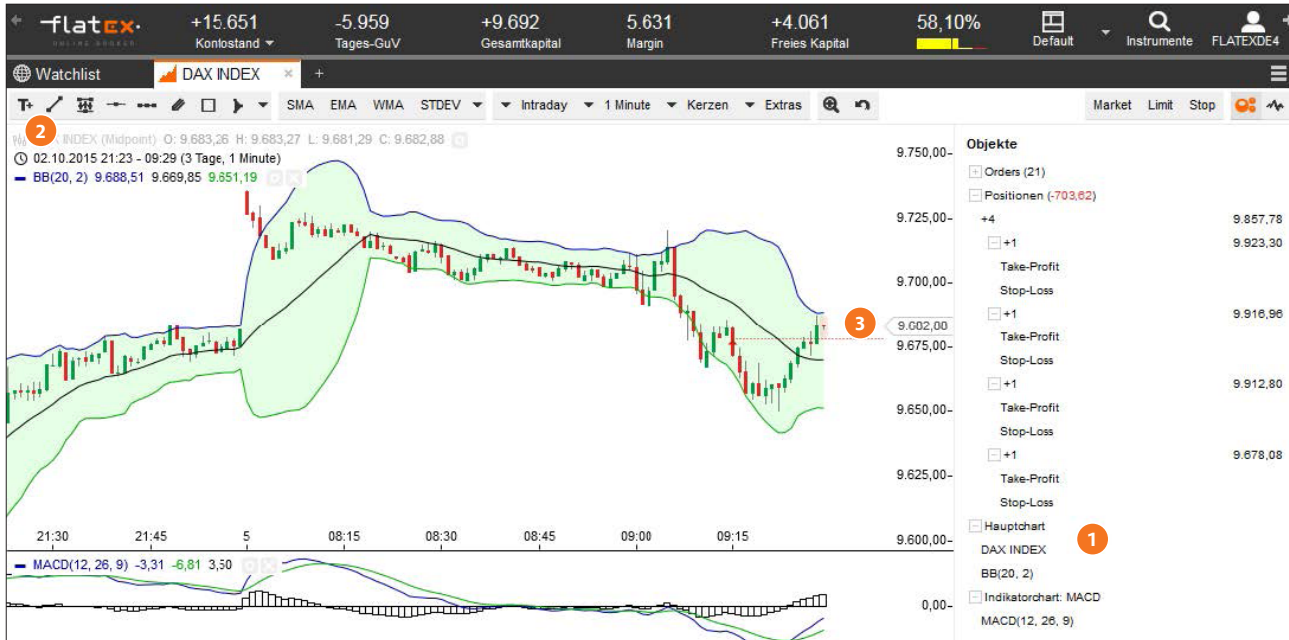 flatex
ONLINE BROKER
+15.651
Konlostand
-5.959
Tages-GuV
+9.692
Gesamtkapital
5.631
Margin
+4.061
Freies Kapital
58,10%
Default
Instrumente
FLATEXDE4
Watchlist
DAX INDEX ×
+
T+
SMA EMA WMA STDEV Intraday 1 Minute Kerzen Extras
Market Limit Stop
2
INDEX (Midpoint) O: 9.683,26 H: 9.683,27 L: 9.681,29 C: 9.682,88
02.10.2015 21:23 - 09:29 (3 Tage, 1 Minute)
BB(20, 2) 9.688,51 9.669,85 9.651,19
9.750,00
9.725,00
9.700,00
3
9.682,00
9.675,00
9.650,00
9.625,00
9.600,00
21:30 21:45 5 08:15 08:30 08:45 09:00 09:15
MACD(12, 26, 9) -3,31 -6,81 3,50
0,00
Objekte
Orders (21)
Positionen (-703,62)
+4 9.857,78
+1 9.923,30
Take-Profit
Stop-Loss
+1 9.916,96
Take-Profit
Stop-Loss
+1 9.912,80
Take-Profit
Stop-Loss
+1 9.678,08
Take-Profit
Stop-Loss
Hauptchart
1
DAX INDEX
BB(20, 2)
Indikatorchart: MACD
MACD(12, 26, 9)